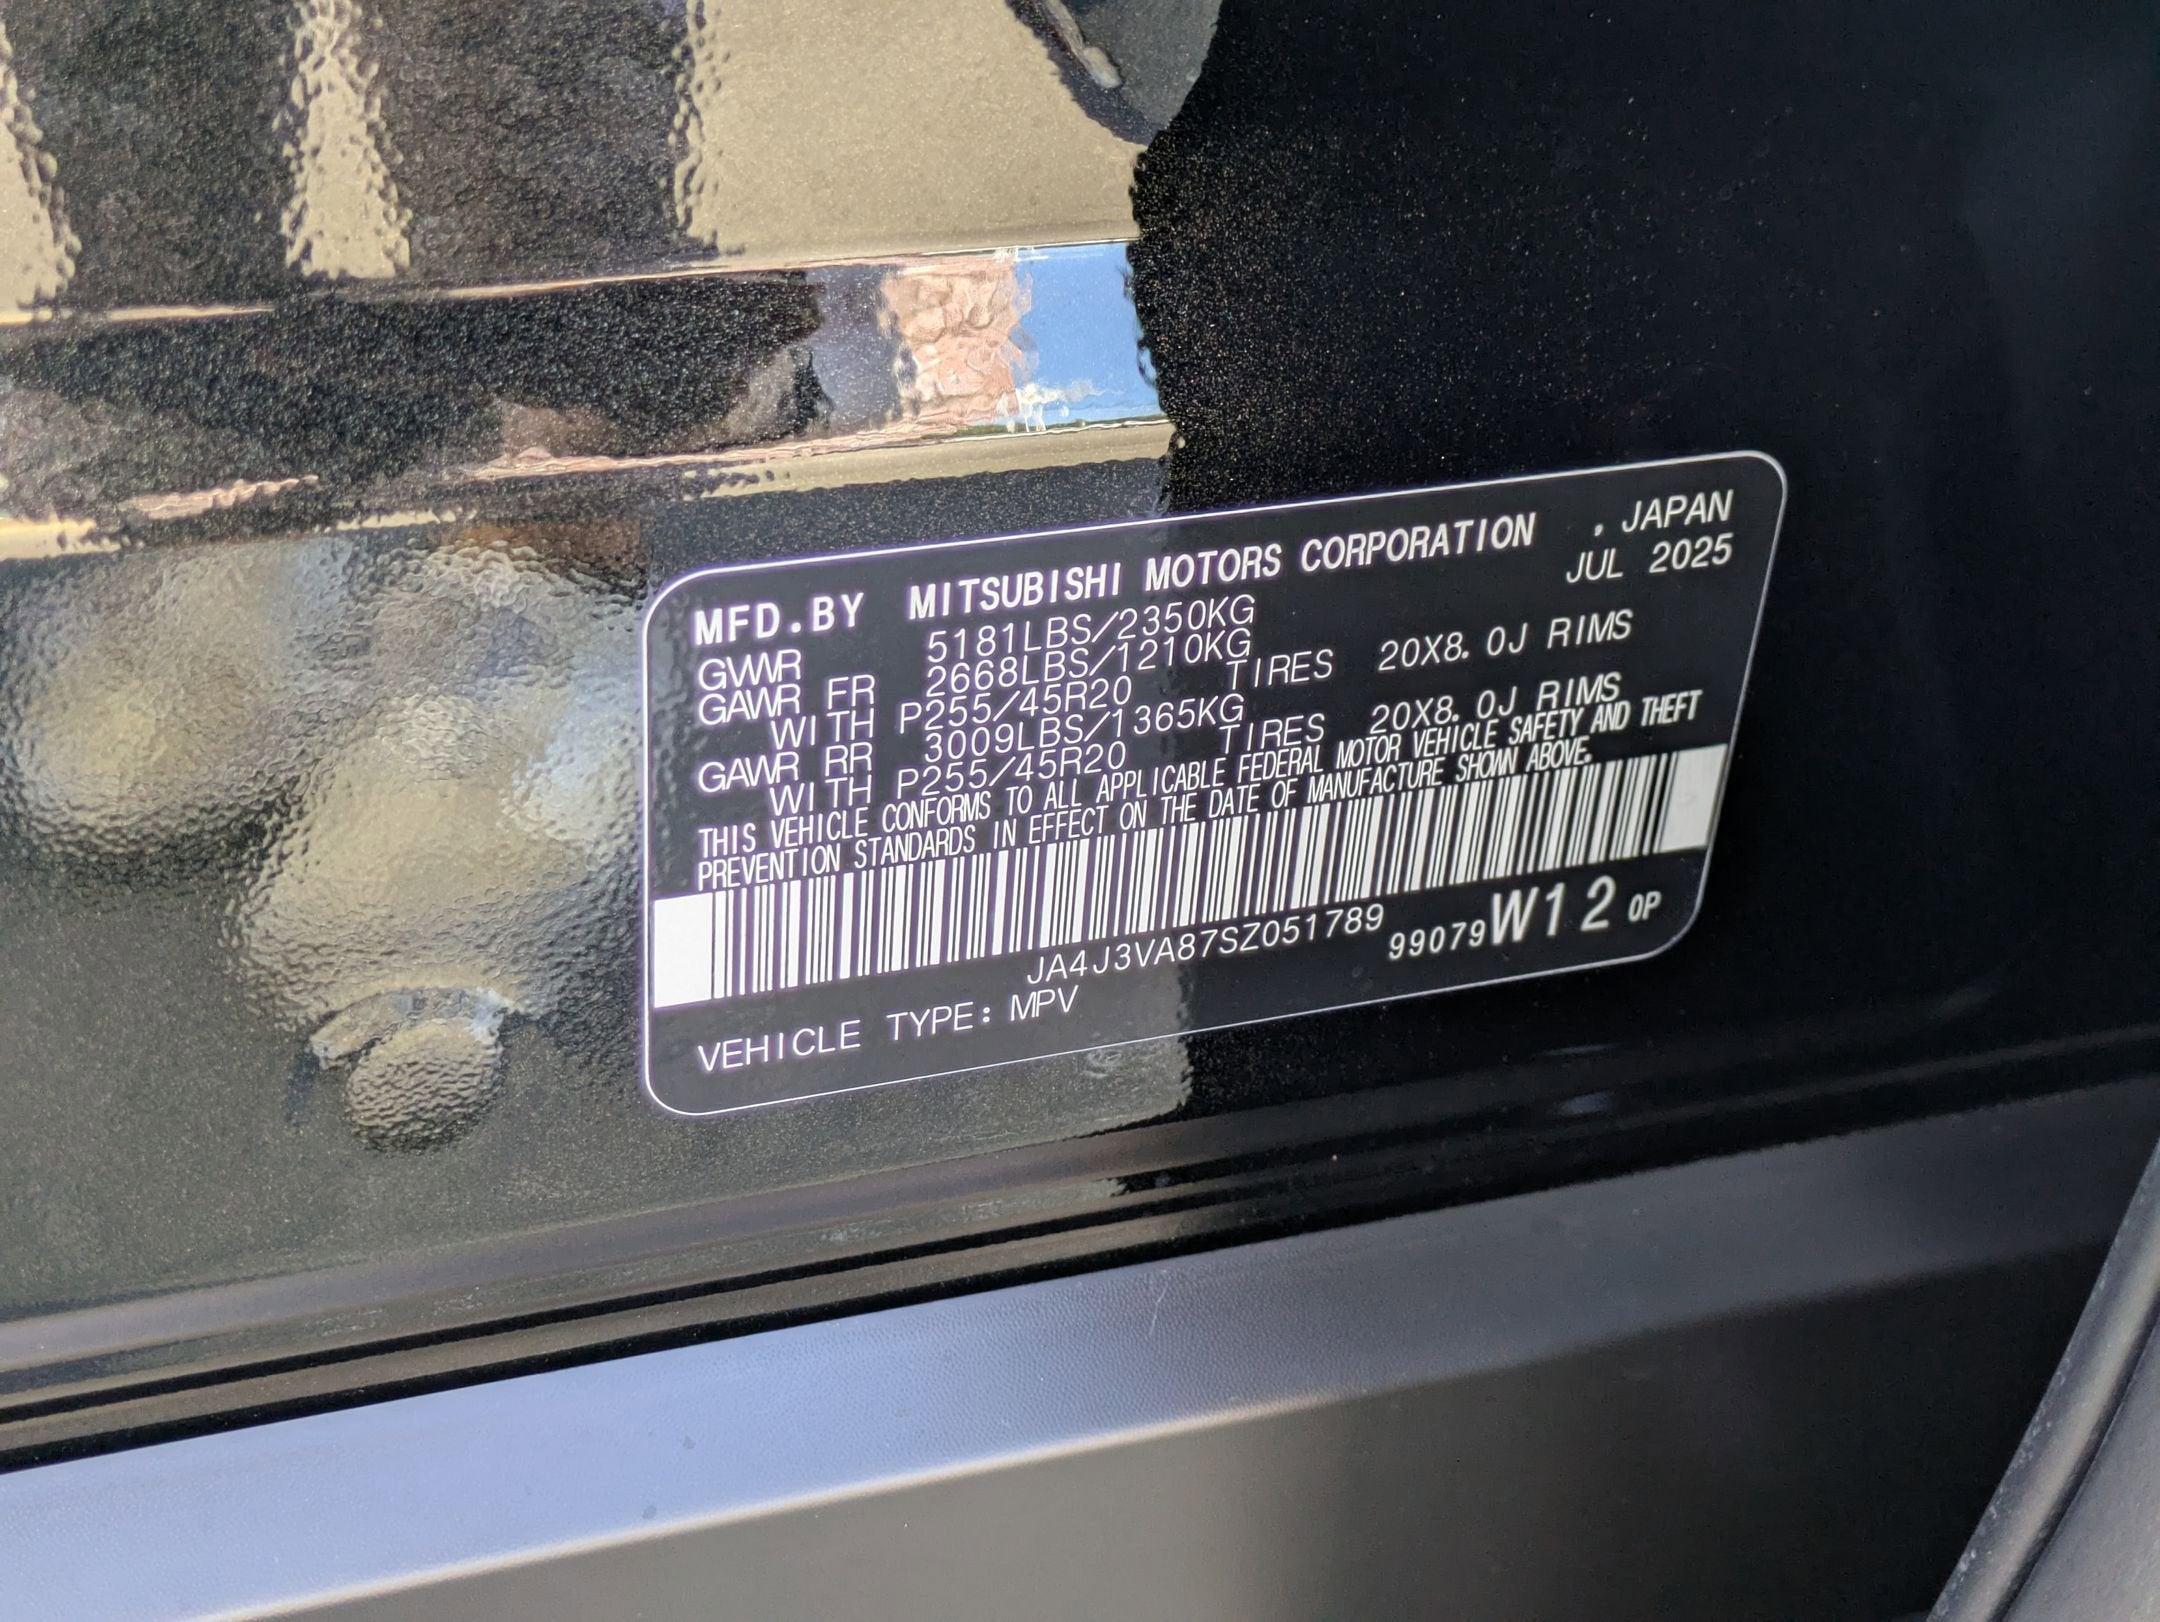 MFD.BY MITSUBISHI MOTORS CORPORATION , JAPAN
JUL 2025
GVWR 5181LBS/2350KG
GAWR FR 2668LBS/1210KG
WITH P255/45R20 TIRES 20X8.0J RIMS
GAWR RR 3009LBS/1365KG
WITH P255/45R20 TIRES 20X8.0J RIMS
THIS VEHICLE CONFORMS TO ALL APPLICABLE FEDERAL MOTOR VEHICLE SAFETY AND THEFT
PREVENTION STANDARDS IN EFFECT ON THE DATE OF MANUFACTURE SHOWN ABOVE.
JA4J3VA87SZ051789 99079W12 0P
VEHICLE TYPE: MPV